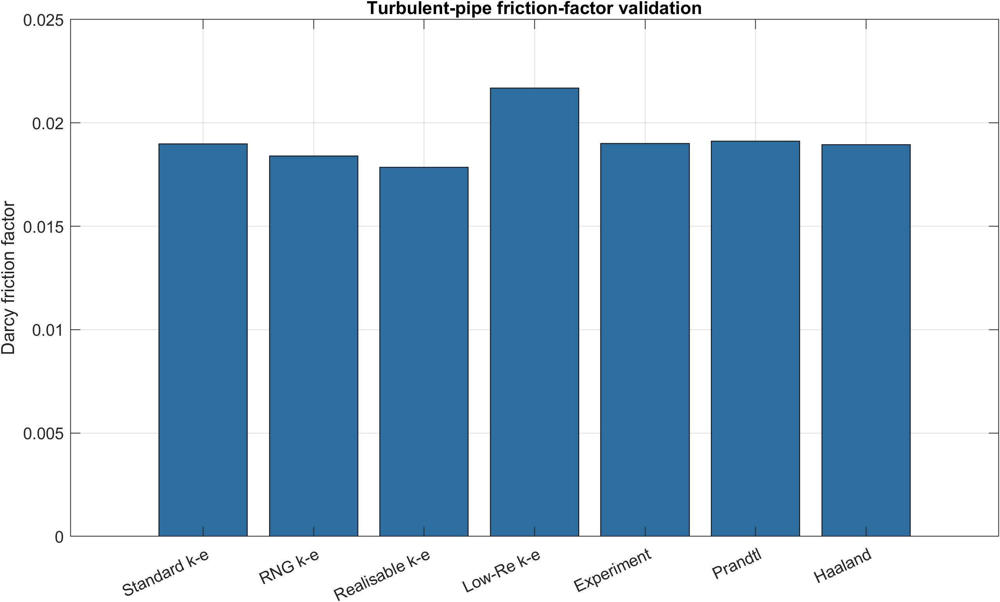 Turbulent-pipe friction-factor validation
0.025
0.02
0.015
0.01
0.005
0
Darcy friction factor
Standard k-e
RNG k-e
Realisable k-e
Low-Re k-e
Experiment
Prandtl
Haaland